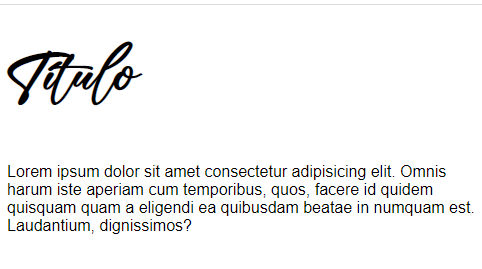 Titulo
Lorem ipsum dolor sit amet consectetur adipisicing elit. Omnis
harum iste aperiam cum temporibus, quos, facere id quidem
quisquam quam a eligendi ea quibusdam beatae in numquam est.
Laudantium, dignissimos?